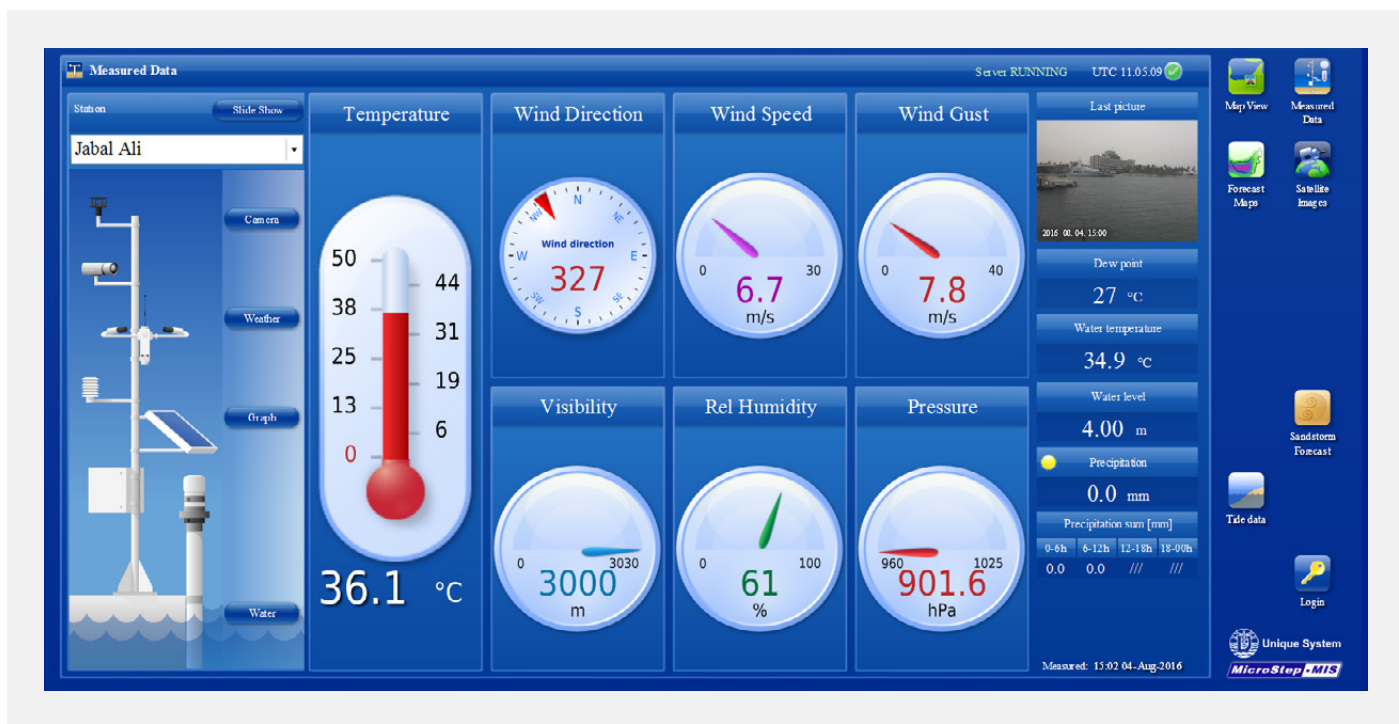 Measured Data
Server RUNNING UTC 11.05.09
Station
Slide Show
Jabal Ali
Camera
Weather
Graph
Water
Temperature
50
44
38
31
25
19
13
6
0
36.1 °C
Wind Direction
N
NE
E
SE
S
SW
W
NW
Wind direction
327
Wind Speed
0 30
6.7
m/s
Wind Gust
0 40
7.8
m/s
Visibility
0 3030
3000
m
Rel Humidity
0 100
61
%
Pressure
960 1025
901.6
hPa
Last picture
2016 08. 04. 15:00
Dew point
27 °C
Water temperature
34.9 °C
Water level
4.00 m
Precipitation
0.0 mm
Precipitation sum [mm]
0-6h 6-12h 12-18h 18-00h
0.0 0.0 /// ///
Measured: 15:02 04-Aug-2016
Map View
Measured
Data
Forecast
Maps
Satellite
Images
Sandstorm
Forecast
Tide data
Login
Unique System
MicroStep-MIS